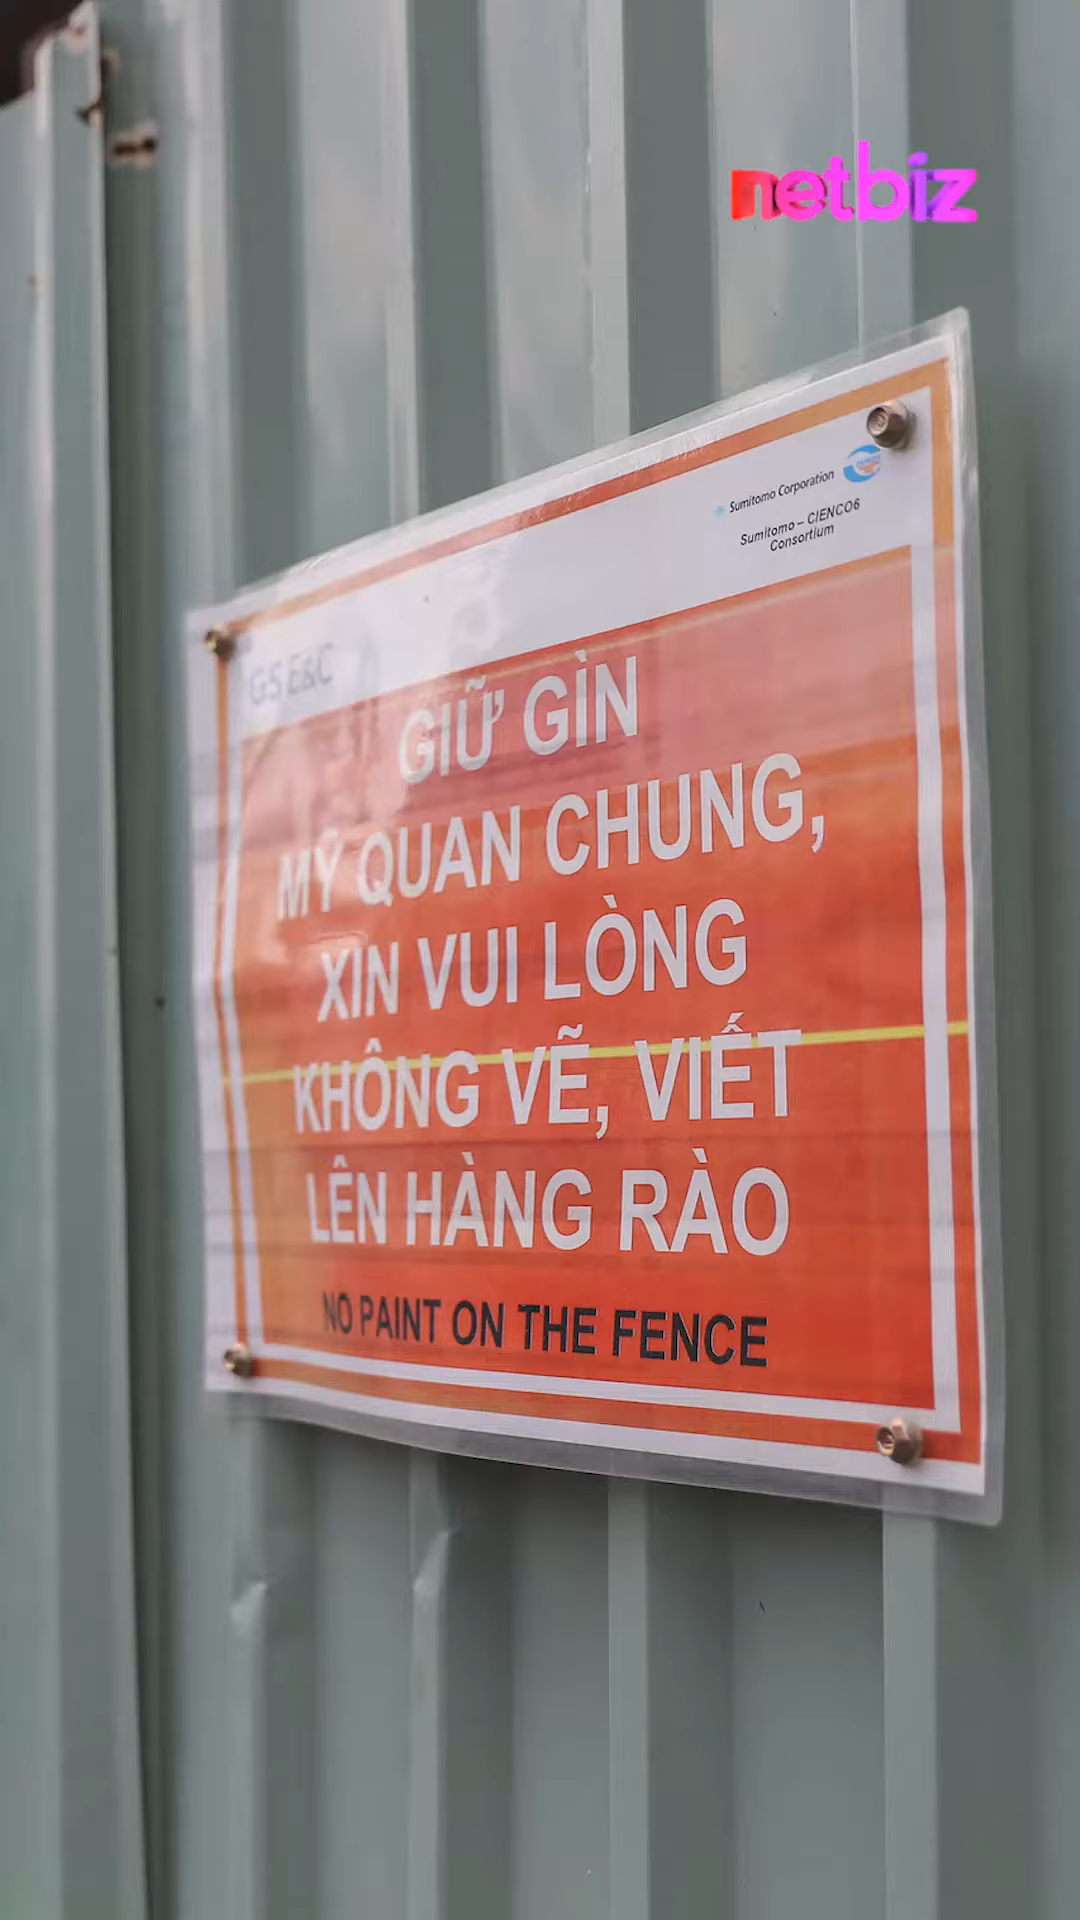 netbiz
Sumitomo Corporation
Sumitomo – CIENCO6
Consortium
GS E&C
GIỮ GÌN
MỸ QUAN CHUNG,
XIN VUI LÒNG
KHÔNG VẼ, VIẾT
LÊN HÀNG RÀO
NO PAINT ON THE FENCE